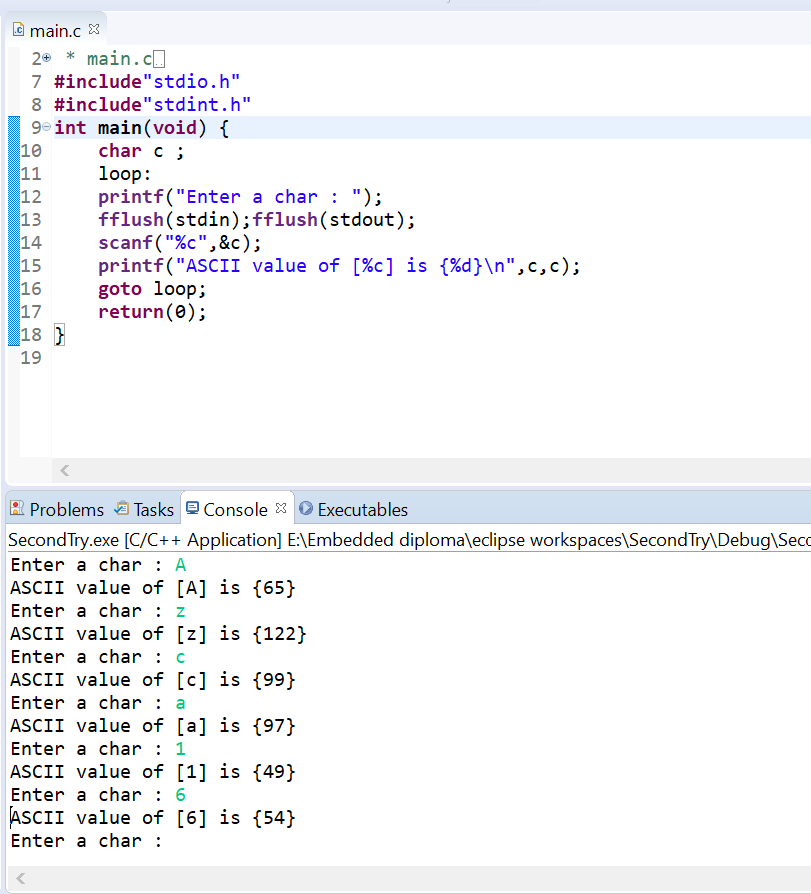 main.c
2 * main.c
7 #include"stdio.h"
8 #include"stdint.h"
9 int main(void) {
10 char c ;
11 loop:
12 printf("Enter a char : ");
13 fflush(stdin);fflush(stdout);
14 scanf("%c",&c);
15 printf("ASCII value of [%c] is {%d}\n",c,c);
16 goto loop;
17 return(0);
18 }
19
Problems Tasks Console Executables
SecondTry.exe [C/C++ Application] E:\Embedded diploma\eclipse workspaces\SecondTry\Debug\Seco
Enter a char : A
ASCII value of [A] is {65}
Enter a char : z
ASCII value of [z] is {122}
Enter a char : c
ASCII value of [c] is {99}
Enter a char : a
ASCII value of [a] is {97}
Enter a char : 1
ASCII value of [1] is {49}
Enter a char : 6
ASCII value of [6] is {54}
Enter a char :